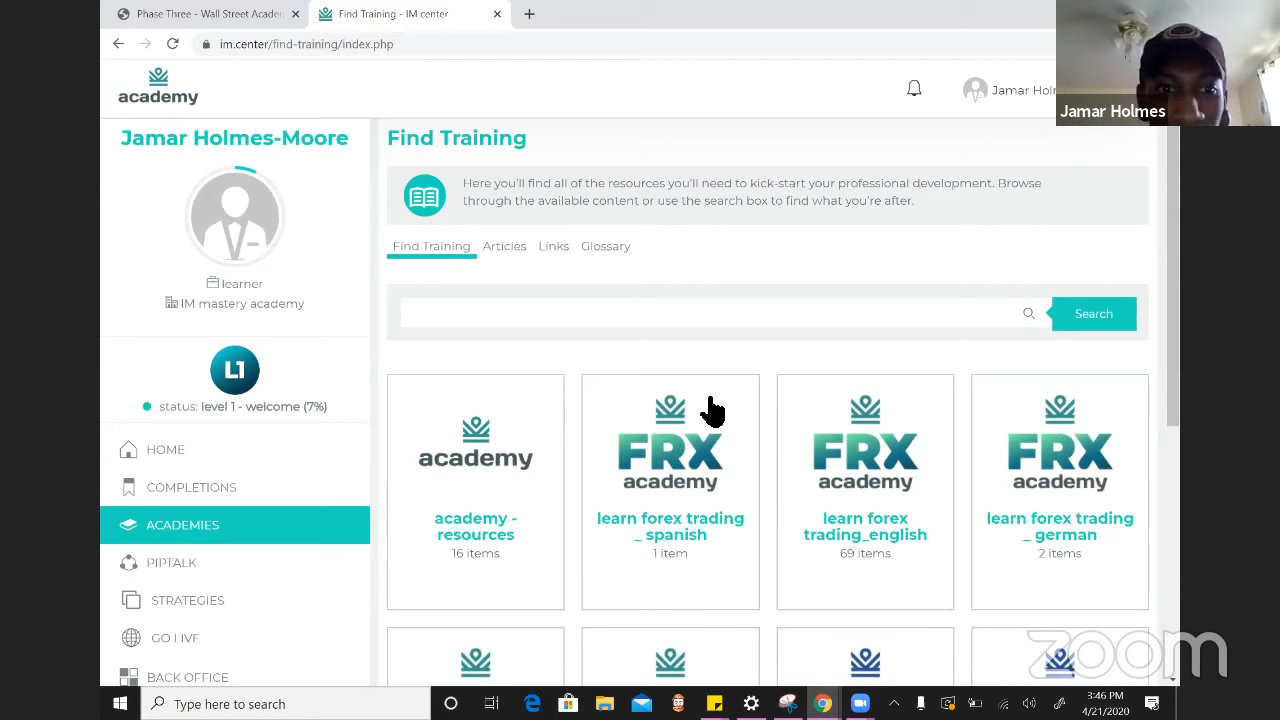 Phase Three - Wall Street Acaden
Find Training - IM center
im.center/find-training/index.php
academy
Jamar Holm
Jamar Holmes
Jamar Holmes-Moore
learner
IM mastery academy
L1
status: level 1 - welcome (7%)
HOME
COMPLETIONS
ACADEMIES
PIPTALK
STRATEGIES
GO LIVE
BACK OFFICE
Find Training
Here you'll find all of the resources you'll need to kick-start your professional development. Browse
through the available content or use the search box to find what you're after.
Find Training Articles Links Glossary
Search
academy
academy -
resources
16 items
FRX
academy
learn forex trading
_ spanish
1 item
FRX
academy
learn forex
trading_english
69 items
FRX
academy
learn forex trading
_ german
2 items
zoom
Type here to search
3:46 PM
4/21/2020